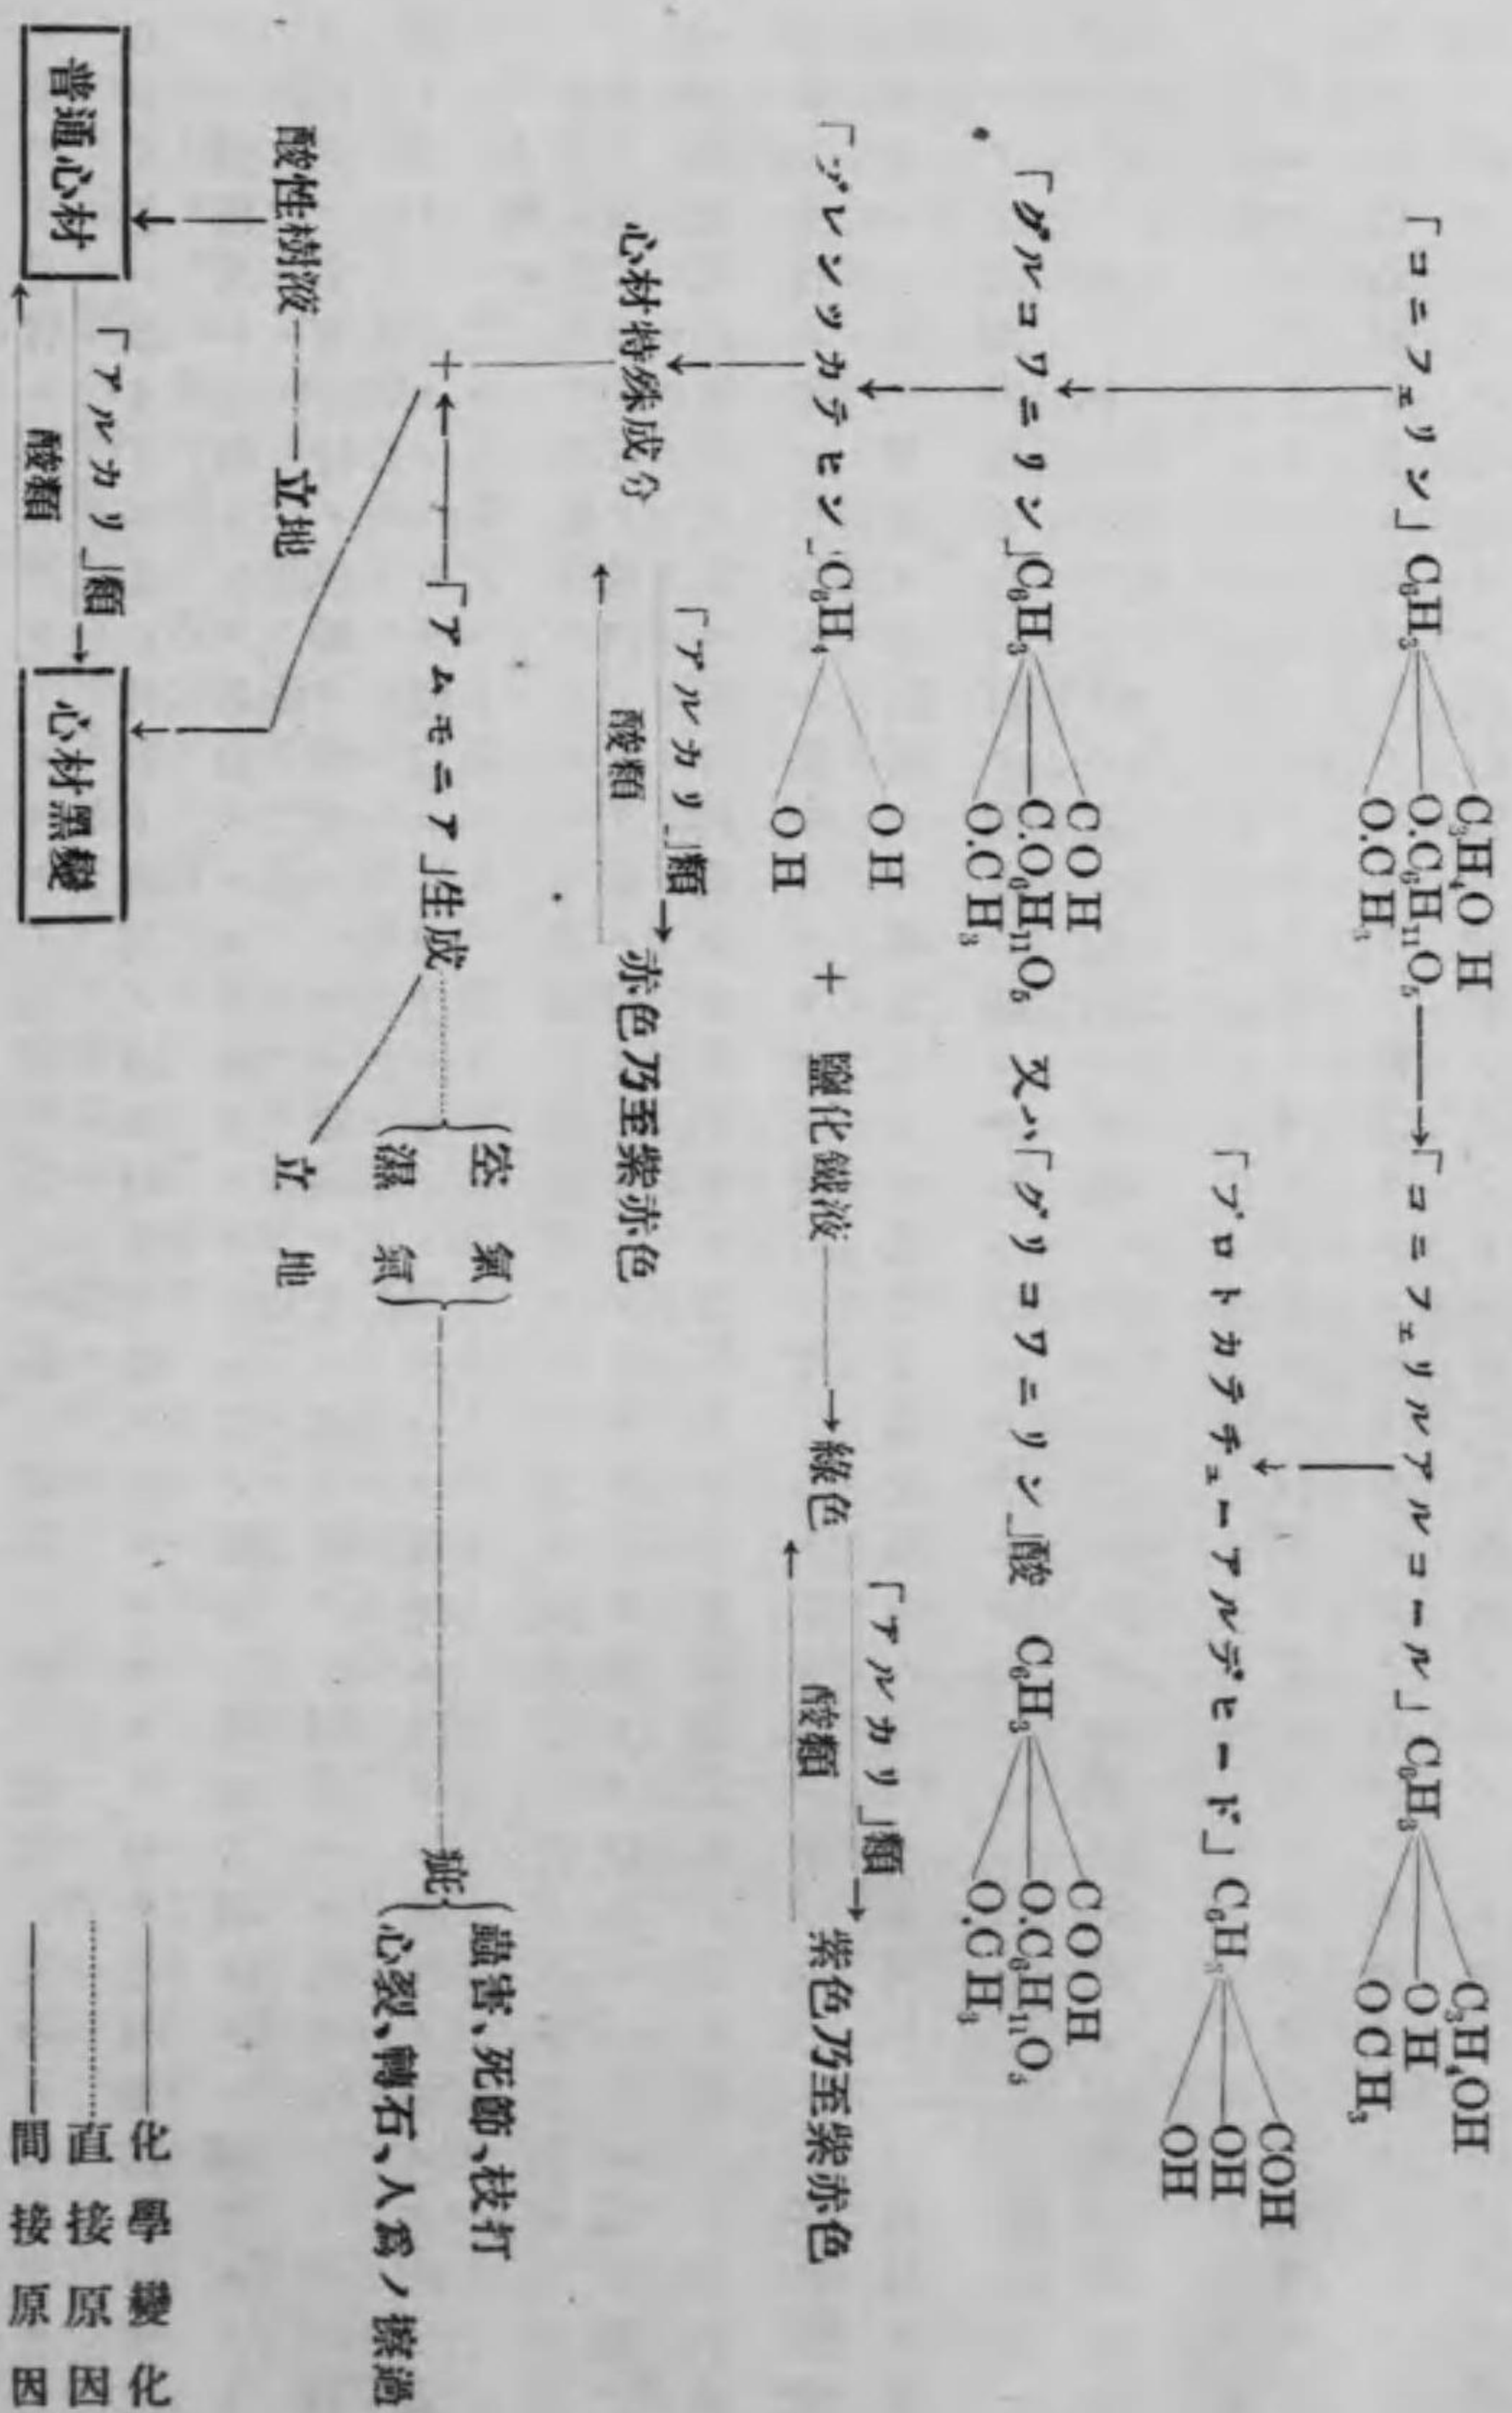 「コニフェリン」C₆H₃ C₃H₄OH
O.C₆H₁₁O₅
O.CH₃
「コニフェリルアルコール」C₆H₃ C₃H₄OH
OH
OCH₃
「プロトカテチューアルデヒード」C₆H₃ COH
OH
OH
「グルコワニリン」C₆H₃ COH
C.O₆H₁₁O₅
O.CH₃
又ハ「グリコワニリン」酸 C₆H₃ COOH
O.C₆H₁₁O₅
O.CH₃
「ブレンツカテヒン」C₆H₄ OH
OH
+ 鹽化鐵液 → 綠色
「アルカリ」類 →
← 酸類
紫色乃至紫赤色
心材特殊成分
「アルカリ」類 →
← 酸類
赤色乃至紫赤色
+ ← 「アムモニア」生成
空氣
濕氣
疵
蟲害、死節、枝打
心裂、轉石、人爲ノ擦過
立地
酸性樹液 立地
普通心材
「アルカリ」類 →
← 酸類
心材黑變
化學變化
直接原因
間接原因